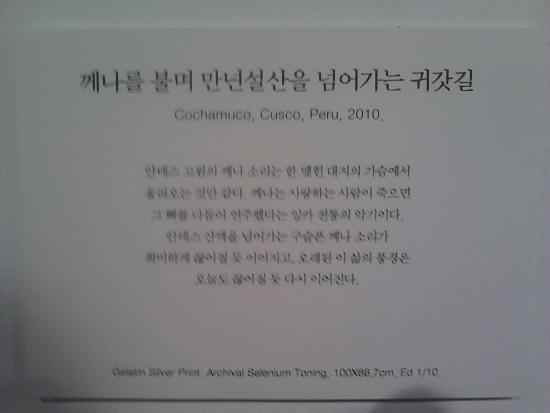 께나를 불며 만년설산을 넘어가는 귀갓길
Cochamuco, Cusco, Peru, 2010.
안데스 고원의 께나 소리는 한 맺힌 대지의 가슴에서
울려오는 것만 같다. 께나는 사랑하는 사람이 죽으면
그 뼈를 다듬어 연주했다는 잉카 전통의 악기이다.
안데스 산맥을 넘어가는 구슬픈 께나 소리가
희미하게 끊어질 듯 이어지고, 오래된 이 삶의 풍경은
오늘도 끊어질 듯 다시 이어진다.
Gelatin Silver Print, Archival Selenium Toning, 100X66.7cm, Ed 1/10.